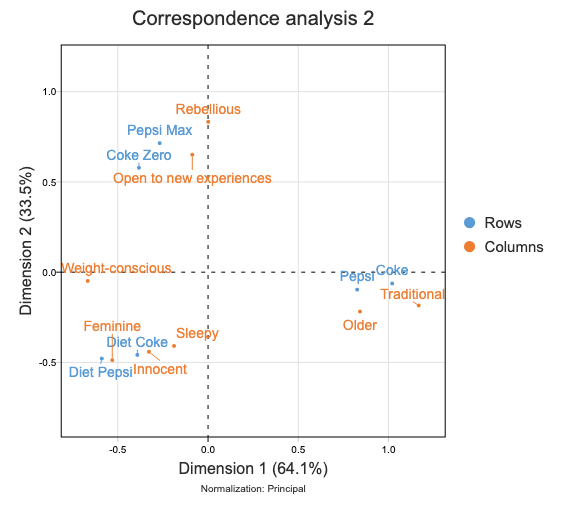 Correspondence analysis 2
Dimension 2 (33.5%)
1.0
0.5
0.0
-0.5
Rebellious
Pepsi Max
Coke Zero
Open to new experiences
Weight-conscious
Pepsi
Coke
Traditional
Older
Feminine
Sleepy
Diet Coke
Diet Pepsi
Innocent
-0.5
0.0
0.5
1.0
Dimension 1 (64.1%)
Normalization: Principal
Rows
Columns